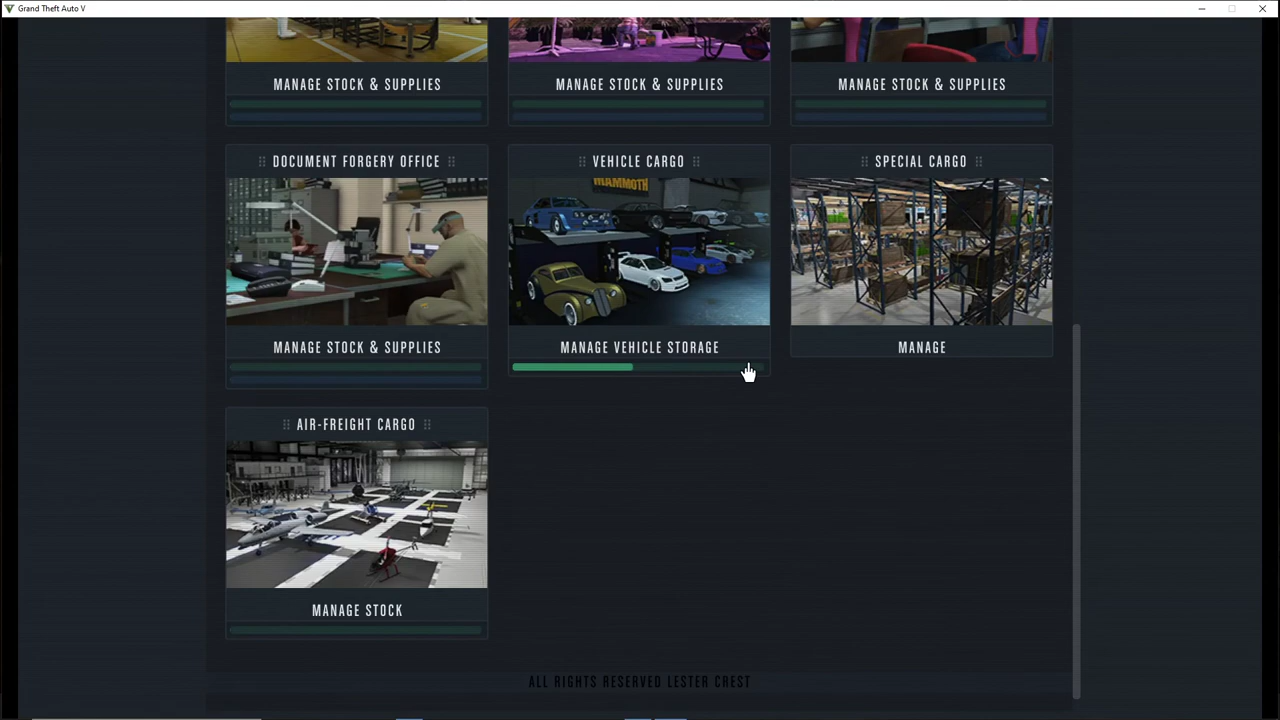 Grand Theft Auto V
MANAGE STOCK & SUPPLIES
MANAGE STOCK & SUPPLIES
MANAGE STOCK & SUPPLIES
DOCUMENT FORGERY OFFICE
VEHICLE CARGO
SPECIAL CARGO
MAMMOTH
MANAGE STOCK & SUPPLIES
MANAGE VEHICLE STORAGE
MANAGE
AIR-FREIGHT CARGO
MANAGE STOCK
ALL RIGHTS RESERVED LESTER CREST